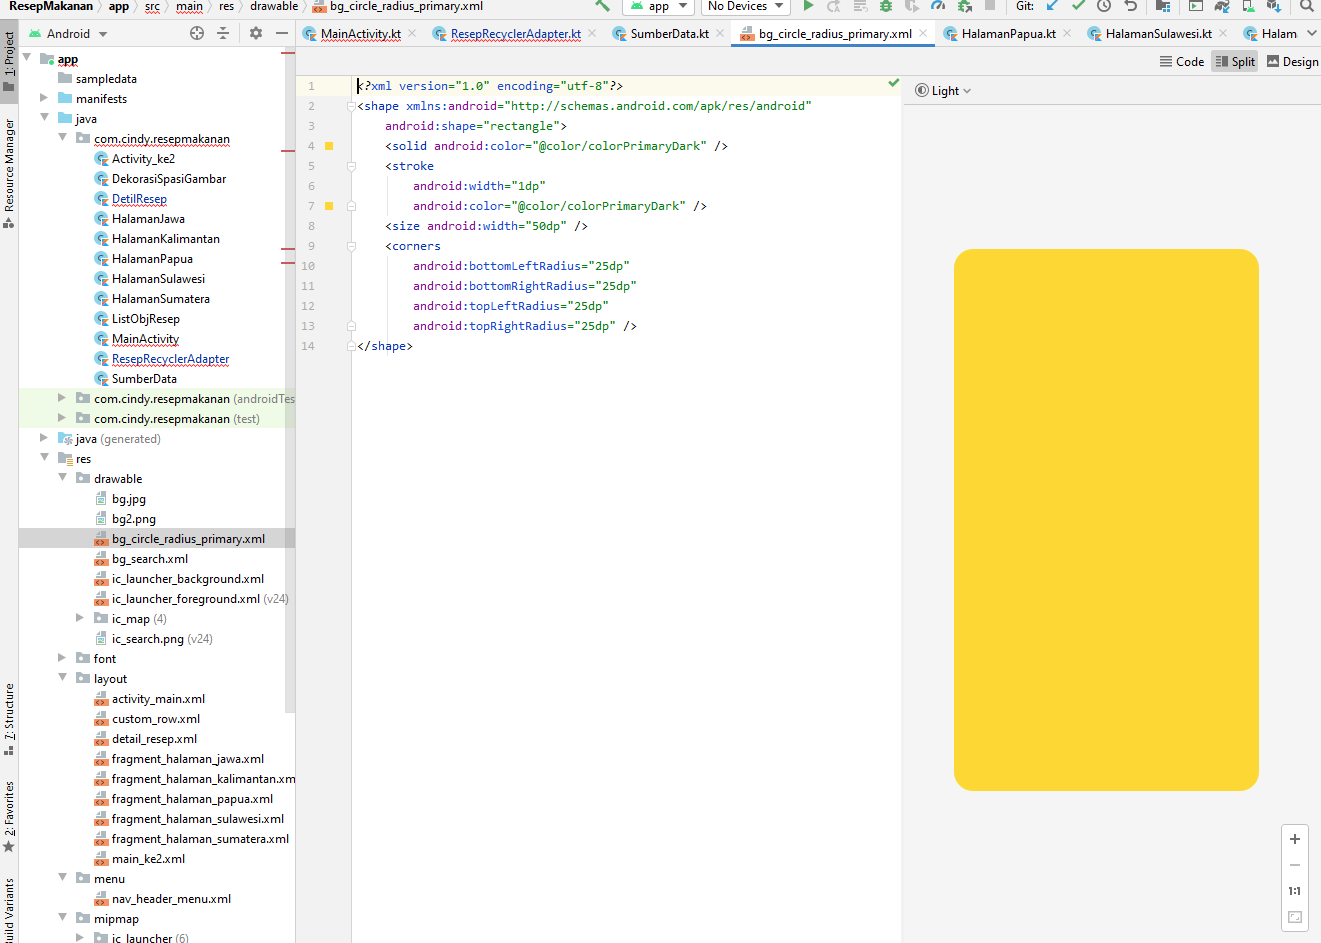 ResepMakanan app src main res drawable bg_circle_radius_primary.xml app No Devices Git:
Android MainActivity.kt ResepRecyclerAdapter.kt SumberData.kt bg_circle_radius_primary.xml HalamanPapua.kt HalamanSulawesi.kt Halam
Code Split Design
Light
1: Project
Resource Manager
7: Structure
2: Favorites
Build Variants
app
sampledata
manifests
java
com.cindy.resepmakanan
Activity_ke2
DekorasiSpasiGambar
DetilResep
HalamanJawa
HalamanKalimantan
HalamanPapua
HalamanSulawesi
HalamanSumatera
ListObjResep
MainActivity
ResepRecyclerAdapter
SumberData
com.cindy.resepmakanan (androidTes
com.cindy.resepmakanan (test)
java (generated)
res
drawable
bg.jpg
bg2.png
bg_circle_radius_primary.xml
bg_search.xml
ic_launcher_background.xml
ic_launcher_foreground.xml (v24)
ic_map (4)
ic_search.png (v24)
font
layout
activity_main.xml
custom_row.xml
detail_resep.xml
fragment_halaman_jawa.xml
fragment_halaman_kalimantan.xm
fragment_halaman_papua.xml
fragment_halaman_sulawesi.xml
fragment_halaman_sumatera.xml
main_ke2.xml
menu
nav_header_menu.xml
mipmap
ic_launcher (6)
1 <?xml version="1.0" encoding="utf-8"?>
2 <shape xmlns:android="http://schemas.android.com/apk/res/android"
3 android:shape="rectangle">
4 <solid android:color="@color/colorPrimaryDark" />
5 <stroke
6 android:width="1dp"
7 android:color="@color/colorPrimaryDark" />
8 <size android:width="50dp" />
9 <corners
10 android:bottomLeftRadius="25dp"
11 android:bottomRightRadius="25dp"
12 android:topLeftRadius="25dp"
13 android:topRightRadius="25dp" />
14 </shape>
1:1